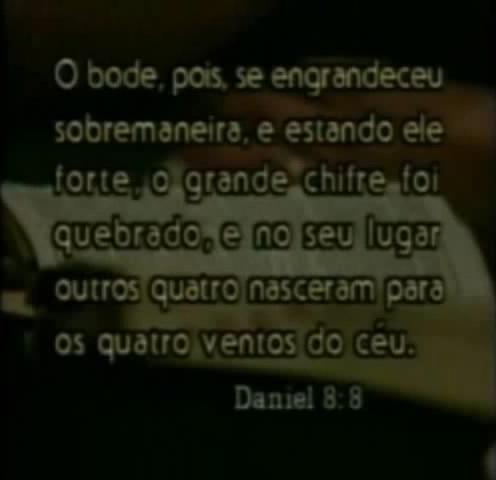 O bode, pois, se engrandeceu
sobremaneira, e estando ele
forte, o grande chifre foi
quebrado, e no seu lugar
outros quatro nasceram para
os quatro ventos do céu.
Daniel 8:8